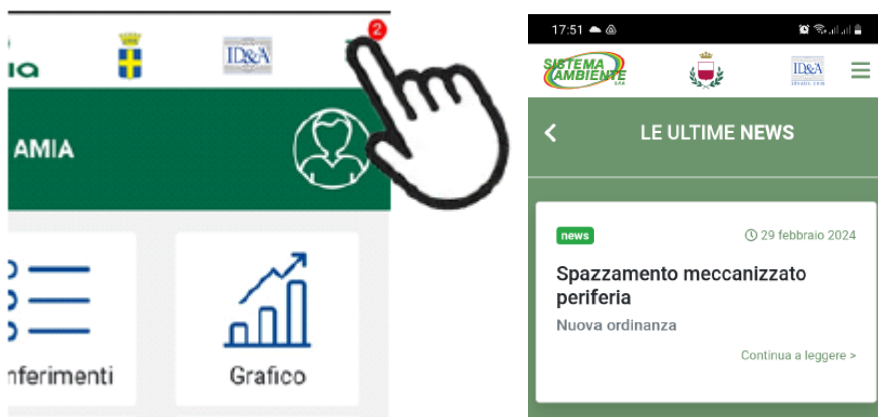 2
ia
ID&A
AMIA
nferimenti
Grafico
17:51
SISTEMA
AMBIENTE
ID&A
LE ULTIME NEWS
news
29 febbraio 2024
Spazzamento meccanizzato
periferia
Nuova ordinanza
Continua a leggere >